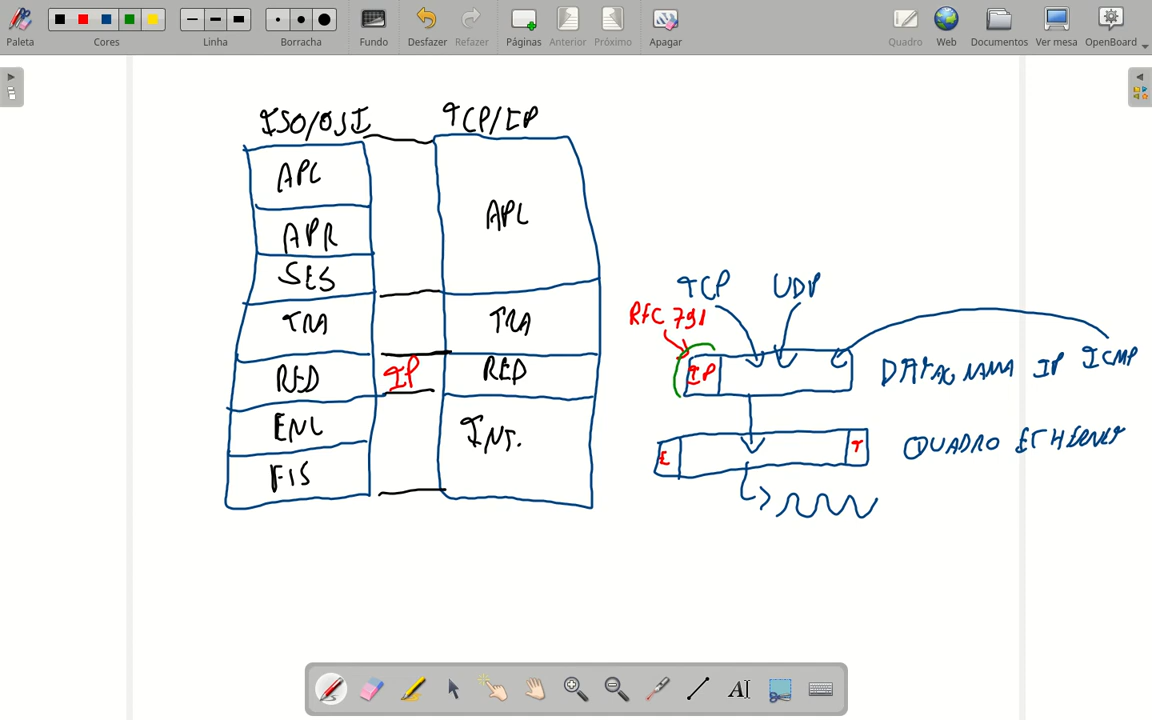 Paleta
Cores
Linha
Borracha
Fundo
Desfazer
Refazer
Páginas
Anterior
Próximo
Apagar
Quadro
Web
Documentos
Ver mesa
OpenBoard
ISO/OSI
TCP/IP
APL
APR
SES
TRA
RED
ENL
FIS
IP
APL
TRA
RED
INT.
TCP
UDP
RFC 791
IP
DATAGRAMA IP
ICMP
E
T
QUADRO ETHERNET
AI